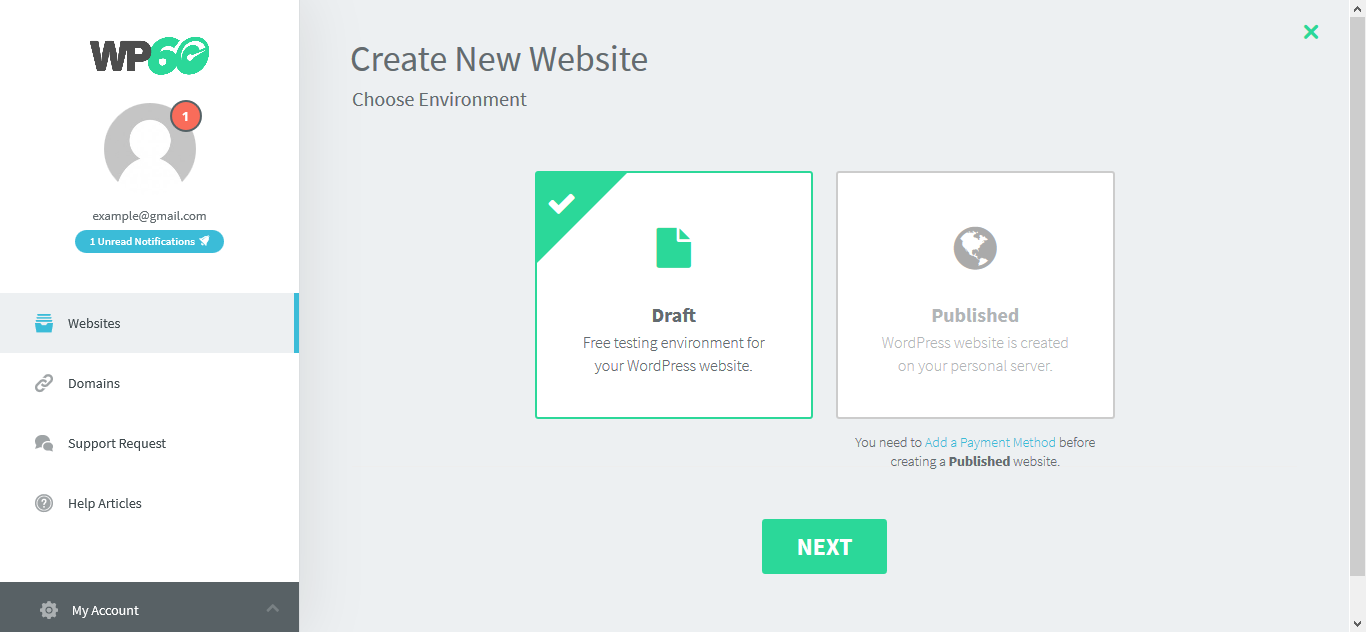 WP60
1
example@gmail.com
1 Unread Notifications
Websites
Domains
Support Request
Help Articles
My Account
Create New Website
Choose Environment
Draft
Free testing environment for
your WordPress website.
Published
WordPress website is created
on your personal server.
You need to Add a Payment Method before
creating a Published website.
NEXT